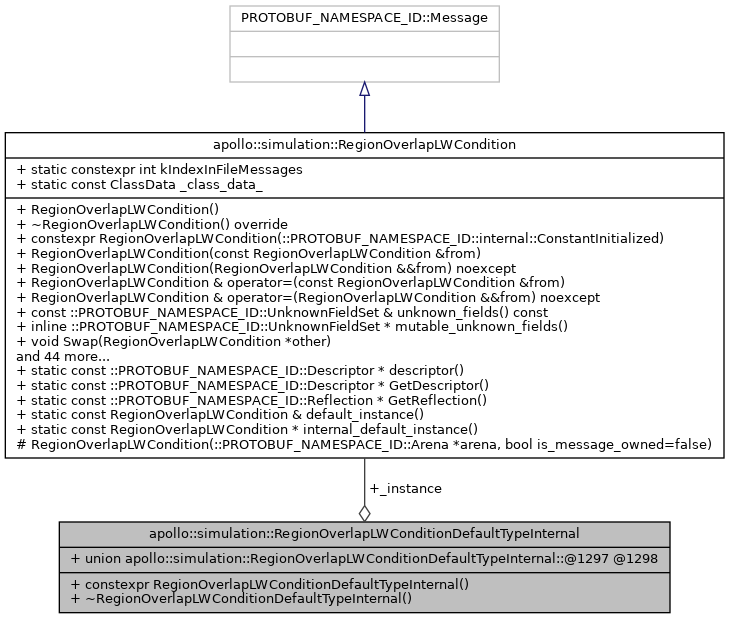 PROTOBUF_NAMESPACE_ID::Message
apollo::simulation::RegionOverlapLWCondition
+ static constexpr int kIndexInFileMessages
+ static const ClassData _class_data_
+ RegionOverlapLWCondition()
+ ~RegionOverlapLWCondition() override
+ constexpr RegionOverlapLWCondition(::PROTOBUF_NAMESPACE_ID::internal::ConstantInitialized)
+ RegionOverlapLWCondition(const RegionOverlapLWCondition &from)
+ RegionOverlapLWCondition(RegionOverlapLWCondition &&from) noexcept
+ RegionOverlapLWCondition & operator=(const RegionOverlapLWCondition &from)
+ RegionOverlapLWCondition & operator=(RegionOverlapLWCondition &&from) noexcept
+ const ::PROTOBUF_NAMESPACE_ID::UnknownFieldSet & unknown_fields() const
+ inline ::PROTOBUF_NAMESPACE_ID::UnknownFieldSet * mutable_unknown_fields()
+ void Swap(RegionOverlapLWCondition *other)
and 44 more...
+ static const ::PROTOBUF_NAMESPACE_ID::Descriptor * descriptor()
+ static const ::PROTOBUF_NAMESPACE_ID::Descriptor * GetDescriptor()
+ static const ::PROTOBUF_NAMESPACE_ID::Reflection * GetReflection()
+ static const RegionOverlapLWCondition & default_instance()
+ static const RegionOverlapLWCondition * internal_default_instance()
# RegionOverlapLWCondition(::PROTOBUF_NAMESPACE_ID::Arena *arena, bool is_message_owned=false)
+_instance
apollo::simulation::RegionOverlapLWConditionDefaultTypeInternal
+ union apollo::simulation::RegionOverlapLWConditionDefaultTypeInternal::@1297 @1298
+ constexpr RegionOverlapLWConditionDefaultTypeInternal()
+ ~RegionOverlapLWConditionDefaultTypeInternal()